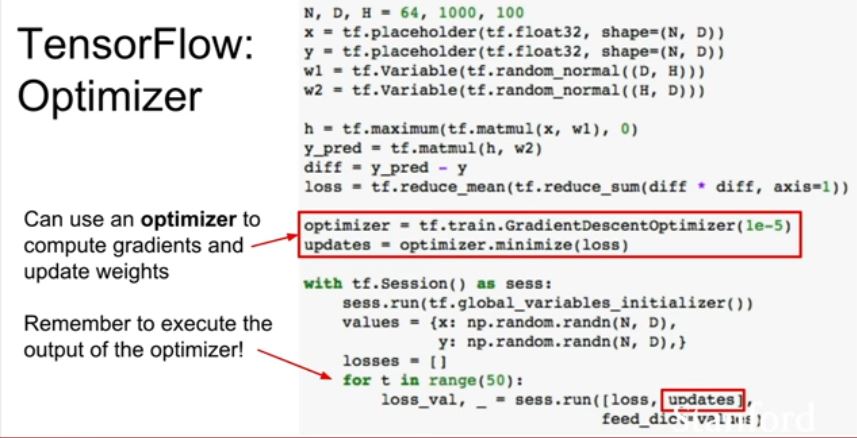 TensorFlow:
Optimizer
Can use an optimizer to
compute gradients and
update weights
Remember to execute the
output of the optimizer!
N, D, H = 64, 1000, 100
x = tf.placeholder(tf.float32, shape=(N, D))
y = tf.placeholder(tf.float32, shape=(N, D))
w1 = tf.Variable(tf.random_normal((D, H)))
w2 = tf.Variable(tf.random_normal((H, D)))
h = tf.maximum(tf.matmul(x, w1), 0)
y_pred = tf.matmul(h, w2)
diff = y_pred - y
loss = tf.reduce_mean(tf.reduce_sum(diff * diff, axis=1))
optimizer = tf.train.GradientDescentOptimizer(1e-5)
updates = optimizer.minimize(loss)
with tf.Session() as sess:
sess.run(tf.global_variables_initializer())
values = {x: np.random.randn(N, D),
y: np.random.randn(N, D),}
losses = []
for t in range(50):
loss_val, _ = sess.run([loss, updates],
feed_dict=values)
Stanford